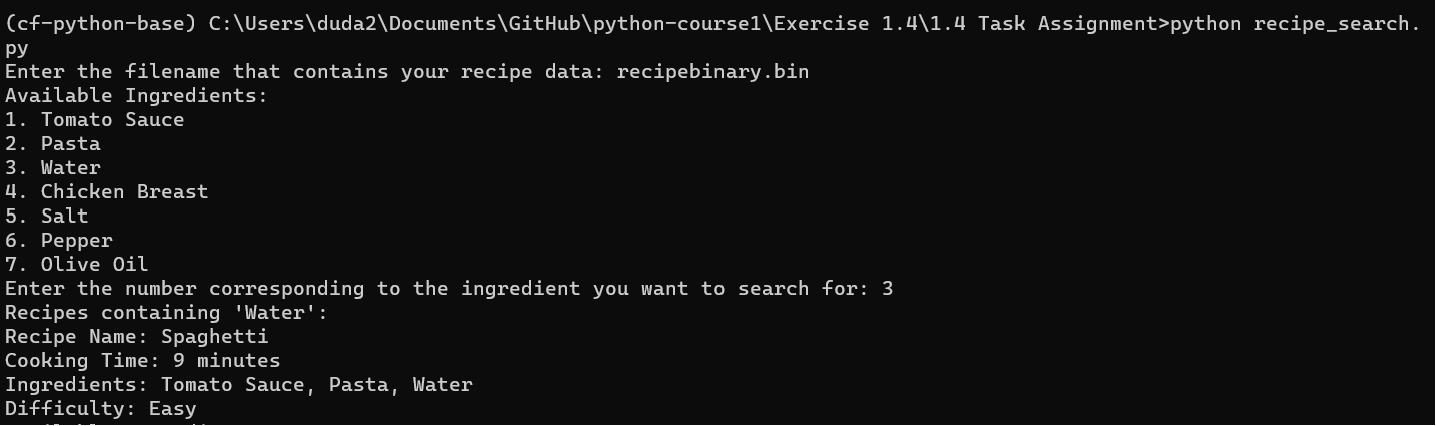 (cf-python-base) C:\Users\duda2\Documents\GitHub\python-course1\Exercise 1.4\1.4 Task Assignment>python recipe_search.
py
Enter the filename that contains your recipe data: recipebinary.bin
Available Ingredients:
1. Tomato Sauce
2. Pasta
3. Water
4. Chicken Breast
5. Salt
6. Pepper
7. Olive Oil
Enter the number corresponding to the ingredient you want to search for: 3
Recipes containing 'Water':
Recipe Name: Spaghetti
Cooking Time: 9 minutes
Ingredients: Tomato Sauce, Pasta, Water
Difficulty: Easy